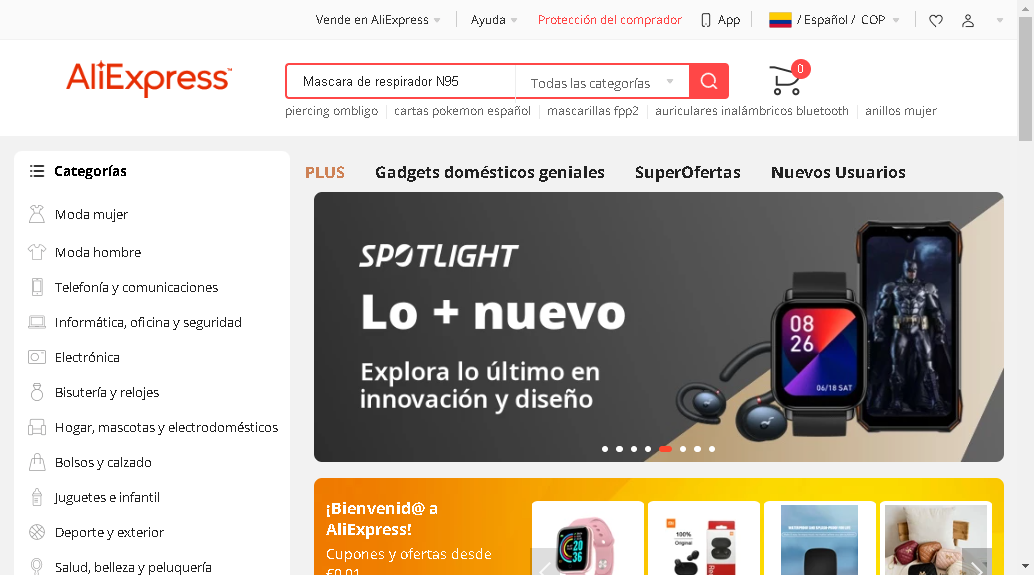 Vende en AliExpress
Ayuda
Protección del comprador
App
/ Español / COP
AliExpress™
Mascara de respirador N95
Todas las categorías
0
piercing ombligo
cartas pokemon español
mascarillas fpp2
auriculares inalámbricos bluetooth
anillos mujer
Categorías
Moda mujer
Moda hombre
Telefonía y comunicaciones
Informática, oficina y seguridad
Electrónica
Bisutería y relojes
Hogar, mascotas y electrodomésticos
Bolsos y calzado
Juguetes e infantil
Deporte y exterior
Salud, belleza y peluquería
PLUS
Gadgets domésticos geniales
SuperOfertas
Nuevos Usuarios
SPOTLIGHT
Lo + nuevo
Explora lo último en
innovación y diseño
08
26
06/18 SAT
¡Bienvenid@ a
AliExpress!
Cupones y ofertas desde
€0,01
100%
Original